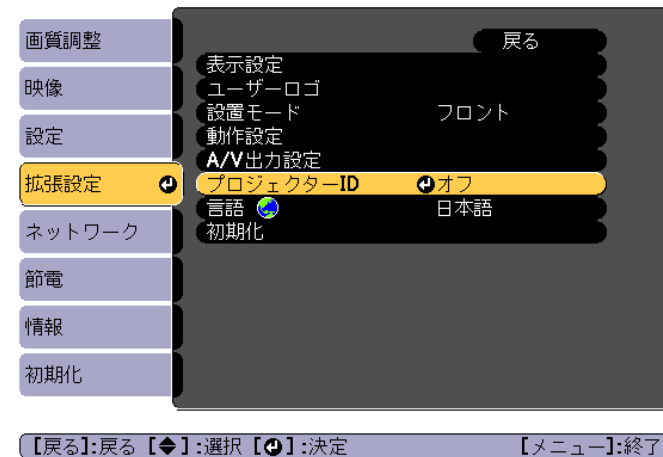 画質調整
映像
設定
拡張設定
ネットワーク
節電
情報
初期化
戻る
表示設定
ユーザーロゴ
設置モード フロント
動作設定
A/V出力設定
プロジェクターID オフ
言語 日本語
初期化
【戻る】:戻る 【◆】:選択 【⏎】:決定 【メニュー】:終了